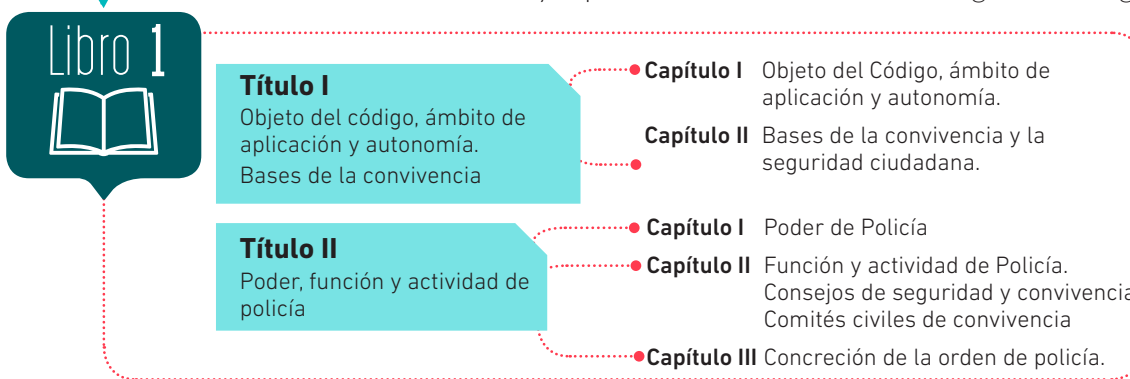 Libro 1
Título I
Objeto del código, ámbito de
aplicación y autonomía.
Bases de la convivencia
Capítulo I Objeto del Código, ámbito de
aplicación y autonomía.
Capítulo II Bases de la convivencia y la
seguridad ciudadana.
Título II
Poder, función y actividad de
policía
Capítulo I Poder de Policía
Capítulo II Función y actividad de Policía.
Consejos de seguridad y convivencia
Comités civiles de convivencia
Capítulo III Concreción de la orden de policía.